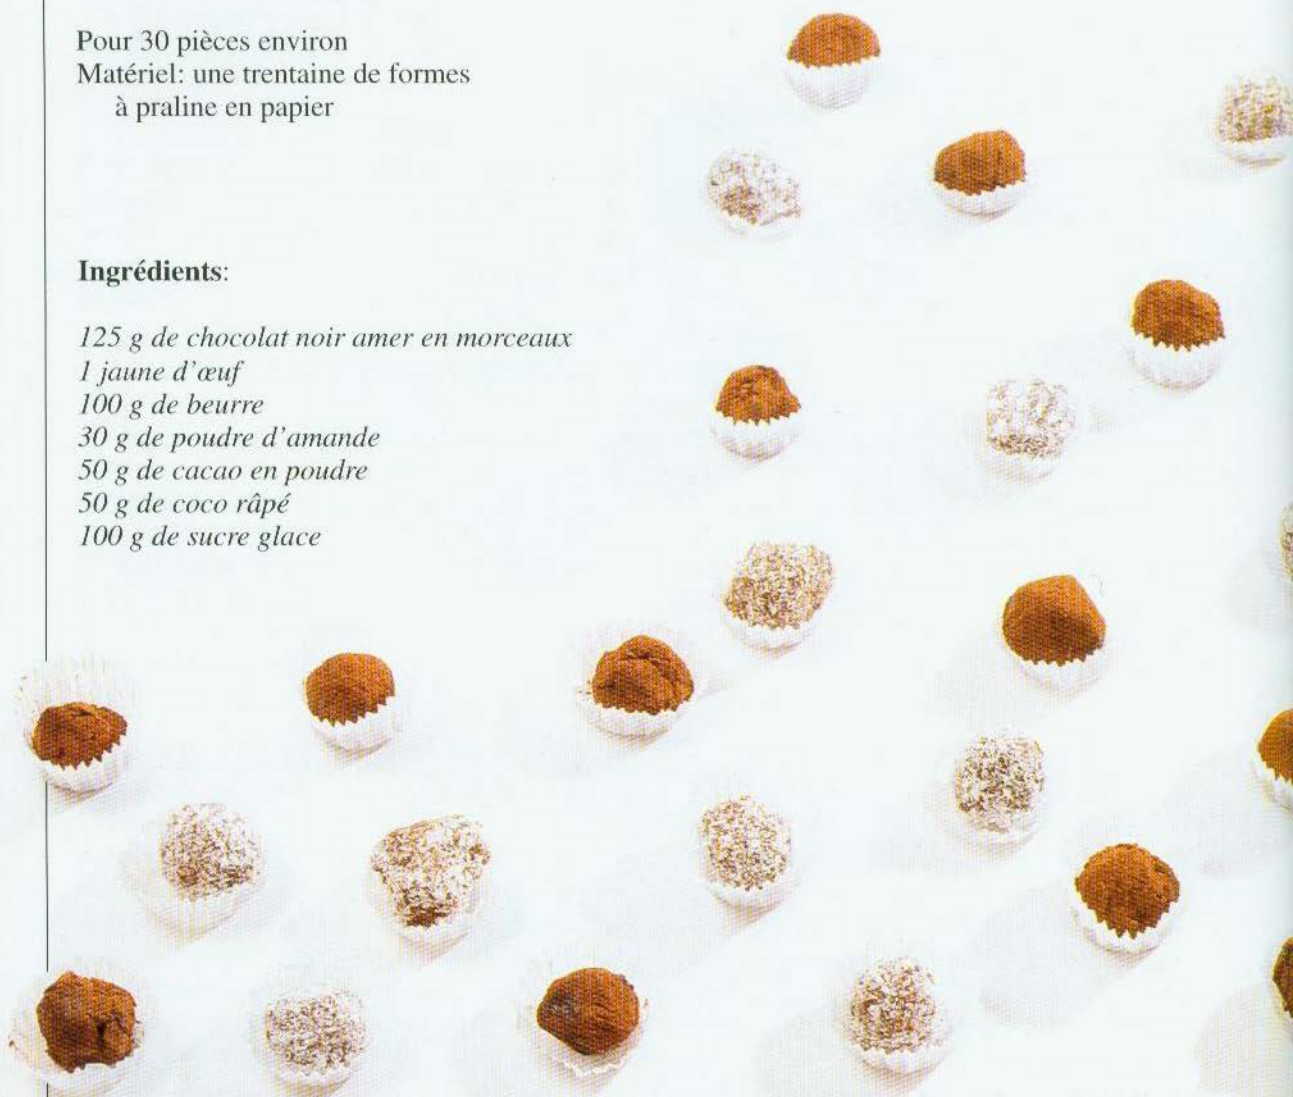 Pour 30 pièces environ
Matériel: une trentaine de formes
à praline en papier
Ingrédients:
125 g de chocolat noir amer en morceaux
1 jaune d'œuf
100 g de beurre
30 g de poudre d'amande
50 g de cacao en poudre
50 g de coco râpé
100 g de sucre glace